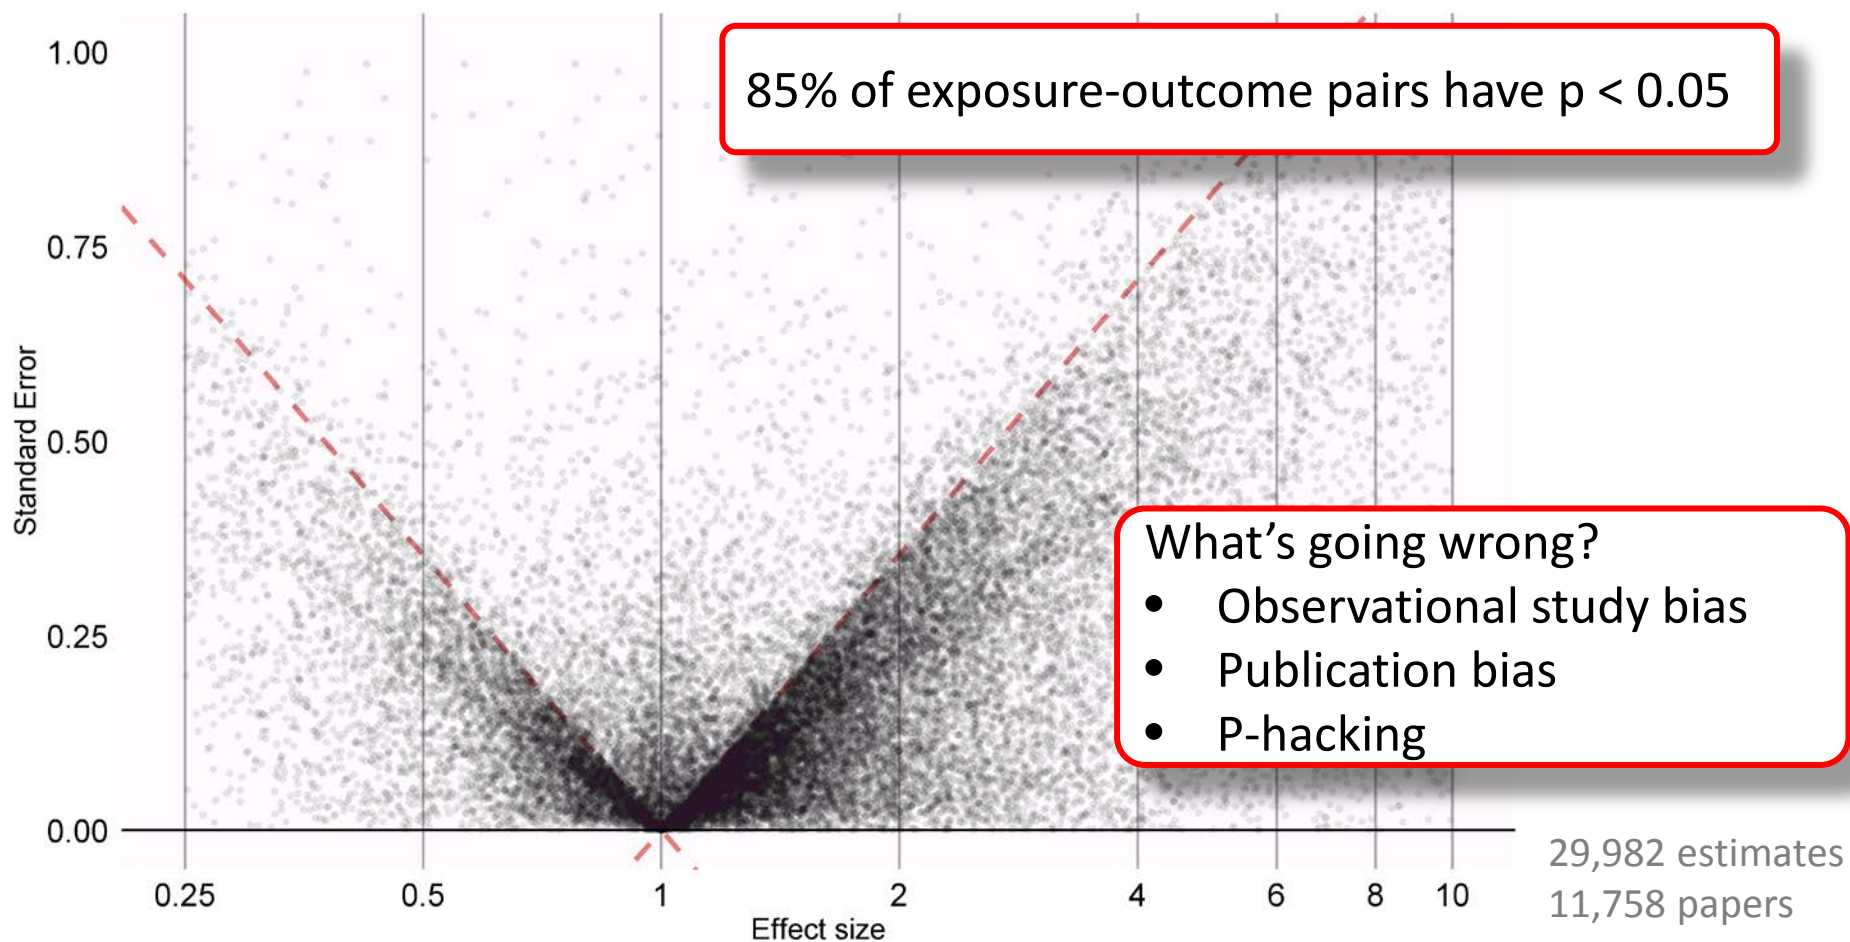 85% of exposure-outcome pairs have p < 0.05
1.00
0.75
0.50
0.25
0.00
Standard Error
What’s going wrong?
• Observational study bias
• Publication bias
• P-hacking
0.25 0.5 1 2 4 6 8 10
Effect size
29,982 estimates
11,758 papers